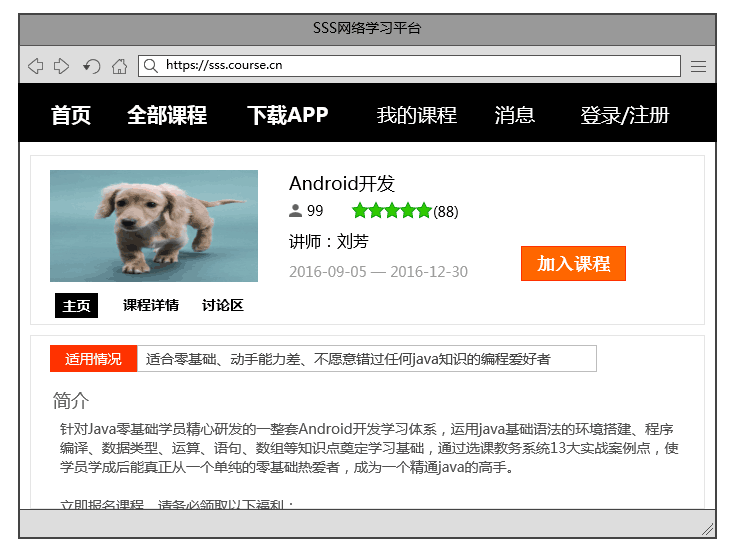 SSS网络学习平台
https://sss.course.cn
首页 全部课程 下载APP 我的课程 消息 登录/注册
Android开发
99 (88)
讲师：刘芳
2016-09-05 — 2016-12-30
加入课程
主页 课程详情 讨论区
适用情况 适合零基础、动手能力差、不愿意错过任何java知识的编程爱好者
简介
针对Java零基础学员精心研发的一整套Android开发学习体系，运用java基础语法的环境搭建、程序
编译、数据类型、运算、语句、数组等知识点奠定学习基础，通过选课教务系统13大实战案例点，使
学员学成后能真正从一个单纯的零基础热爱者，成为一个精通java的高手。
立即报名课程，请务必领取以下福利：